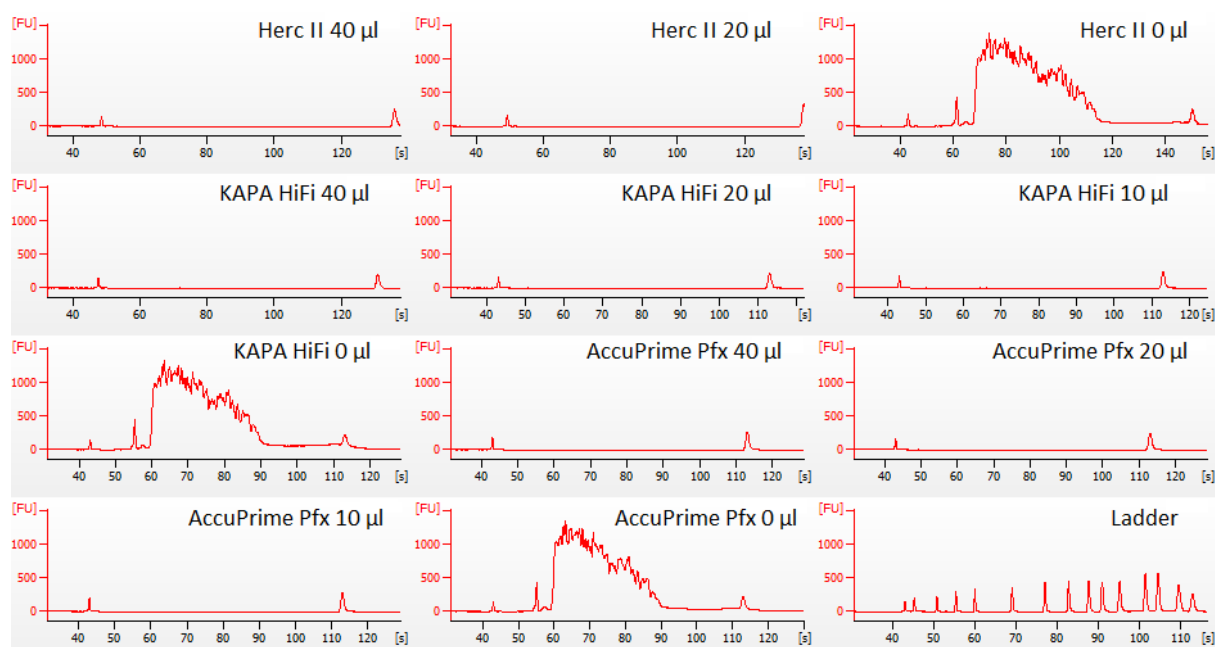 [FU] Herc II 40 µl
1000
500
0
40 60 80 100 120 [s]
[FU] Herc II 20 µl
1000
500
0
40 60 80 100 120 [s]
[FU] Herc II 0 µl
1000
500
0
40 60 80 100 120 140 [s]
[FU] KAPA HiFi 40 µl
1000
500
0
40 60 80 100 120 [s]
[FU] KAPA HiFi 20 µl
1000
500
0
40 50 60 70 80 90 100 110 [s]
[FU] KAPA HiFi 10 µl
1000
500
0
40 50 60 70 80 90 100 110 120 [s]
[FU] KAPA HiFi 0 µl
1000
500
0
40 50 60 70 80 90 100 110 120 [s]
[FU] AccuPrime Pfx 40 µl
1000
500
0
40 50 60 70 80 90 100 110 120 [s]
[FU] AccuPrime Pfx 20 µl
1000
500
0
40 50 60 70 80 90 100 110 120 [s]
[FU] AccuPrime Pfx 10 µl
1000
500
0
40 50 60 70 80 90 100 110 120 [s]
[FU] AccuPrime Pfx 0 µl
1000
500
0
40 50 60 70 80 90 100 110 120 [s]
[FU] Ladder
1000
500
0
40 50 60 70 80 90 100 110 [s]